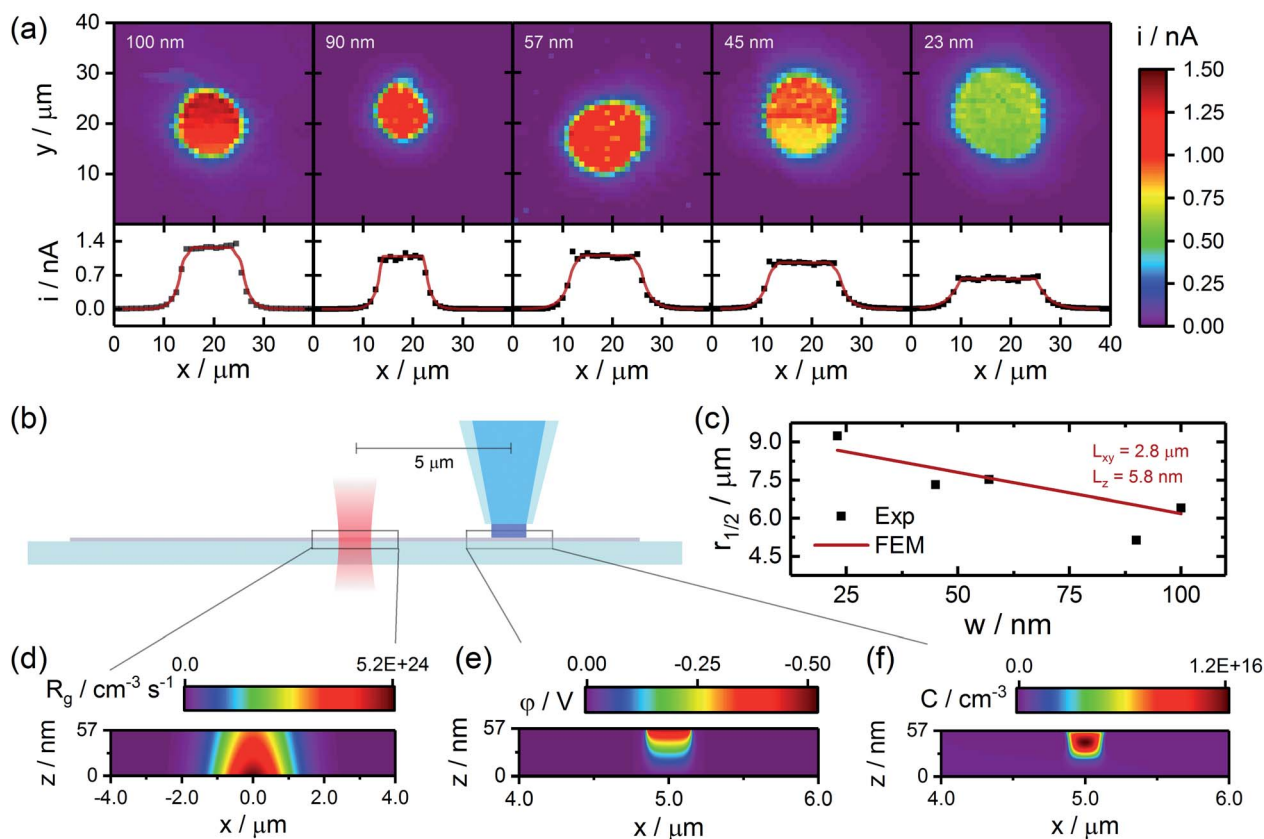 (a)
100 nm 90 nm 57 nm 45 nm 23 nm
i / nA
y / μm
40
30
20
10
1.50
1.25
1.00
0.75
0.50
0.25
0.00
i / nA
1.4
0.7
0.0
0 10 20 30 0 10 20 30 0 10 20 30 0 10 20 30 0 10 20 30 40
x / μm x / μm x / μm x / μm x / μm
(b)
5 μm
(c)
r1/2 / μm
9.0
7.5
6.0
4.5
Lxy = 2.8 μm
Lz = 5.8 nm
Exp
FEM
25 50 75 100
w / nm
(d)
0.0 5.2E+24
Rg / cm-3 s-1
z / nm
57
0
-4.0 -2.0 0.0 2.0 4.0
x / μm
(e)
0.00 -0.25 -0.50
φ / V
z / nm
57
0
4.0 5.0 6.0
x / μm
(f)
0.0 1.2E+16
C / cm-3
z / nm
57
0
4.0 5.0 6.0
x / μm